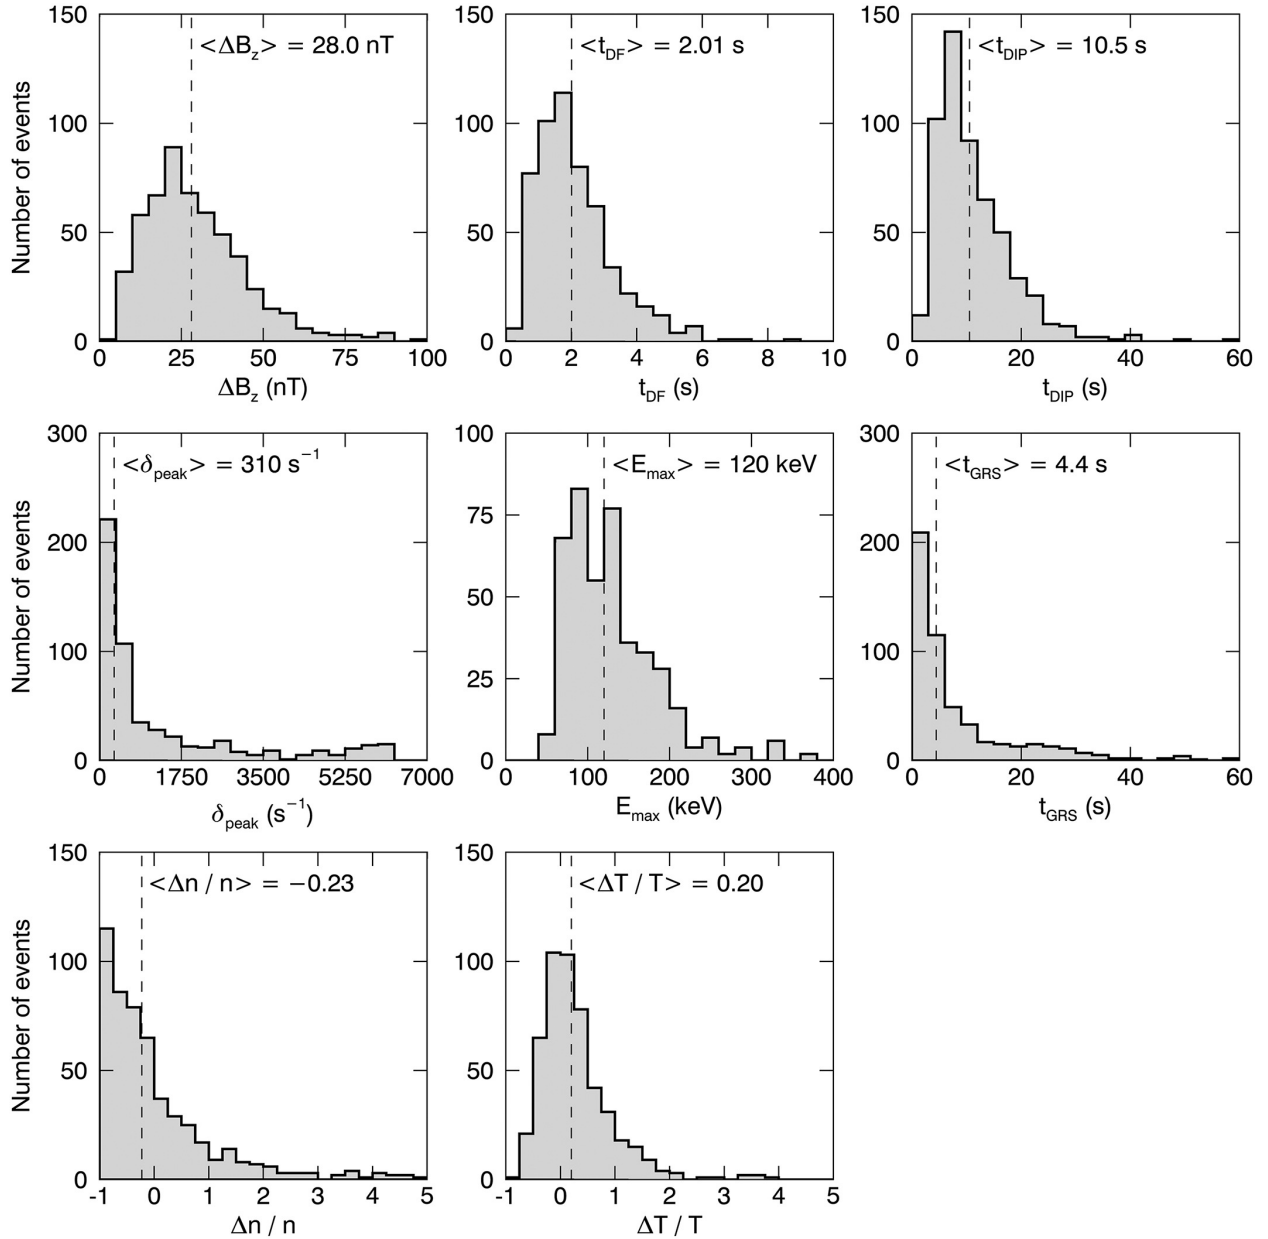 150
100
50
0
Number of events
<ΔB_z> = 28.0 nT
0 25 50 75 100
ΔB_z (nT)
150
100
50
0
<t_DF> = 2.01 s
0 2 4 6 8 10
t_DF (s)
150
100
50
0
<t_DIP> = 10.5 s
0 20 40 60
t_DIP (s)
300
200
100
0
Number of events
<δ_peak> = 310 s⁻¹
0 1750 3500 5250 7000
δ_peak (s⁻¹)
100
75
50
25
0
<E_max> = 120 keV
0 100 200 300 400
E_max (keV)
300
200
100
0
<t_GRS> = 4.4 s
0 20 40 60
t_GRS (s)
150
100
50
0
Number of events
<Δn / n> = −0.23
-1 0 1 2 3 4 5
Δn / n
150
100
50
0
<ΔT / T> = 0.20
-1 0 1 2 3 4 5
ΔT / T